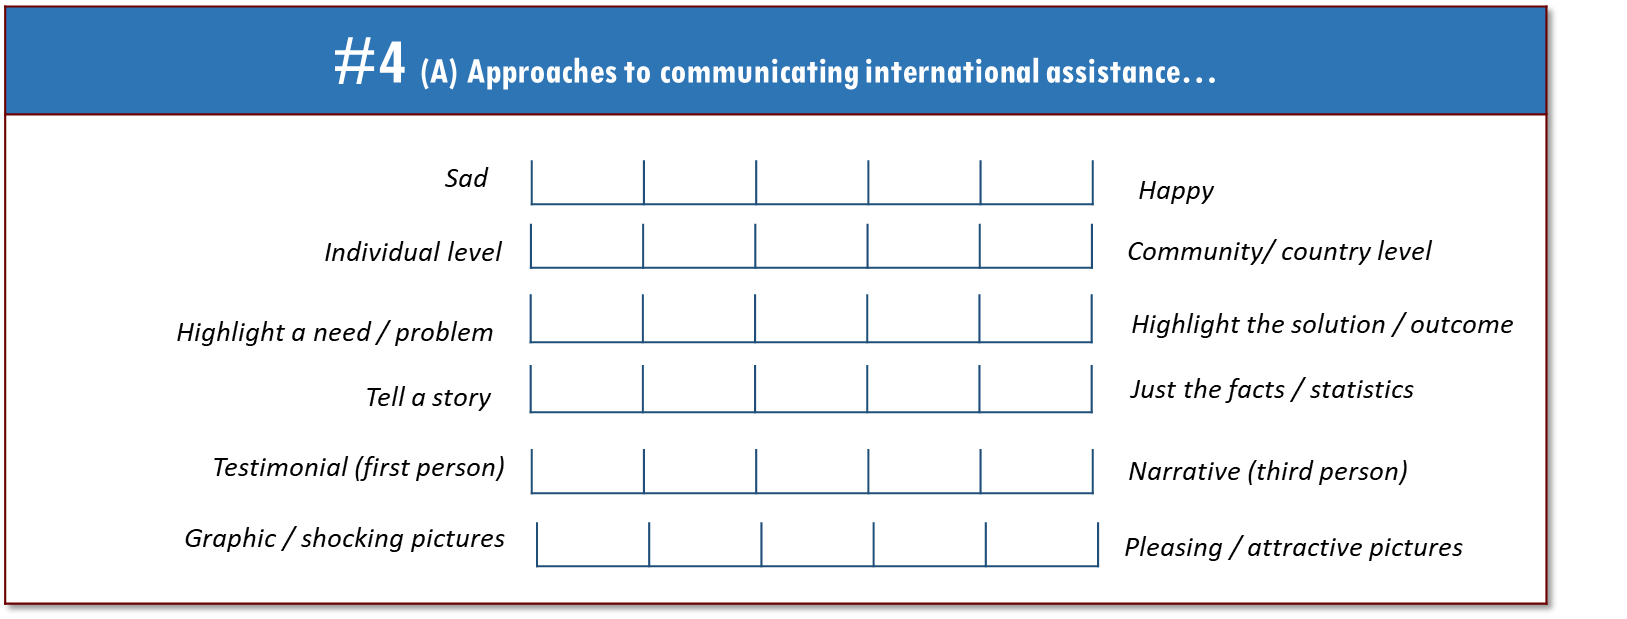 #4 (A) Approaches to communicating international assistance…
Sad
Happy
Individual level
Community/ country level
Highlight a need / problem
Highlight the solution / outcome
Tell a story
Just the facts / statistics
Testimonial (first person)
Narrative (third person)
Graphic / shocking pictures
Pleasing / attractive pictures